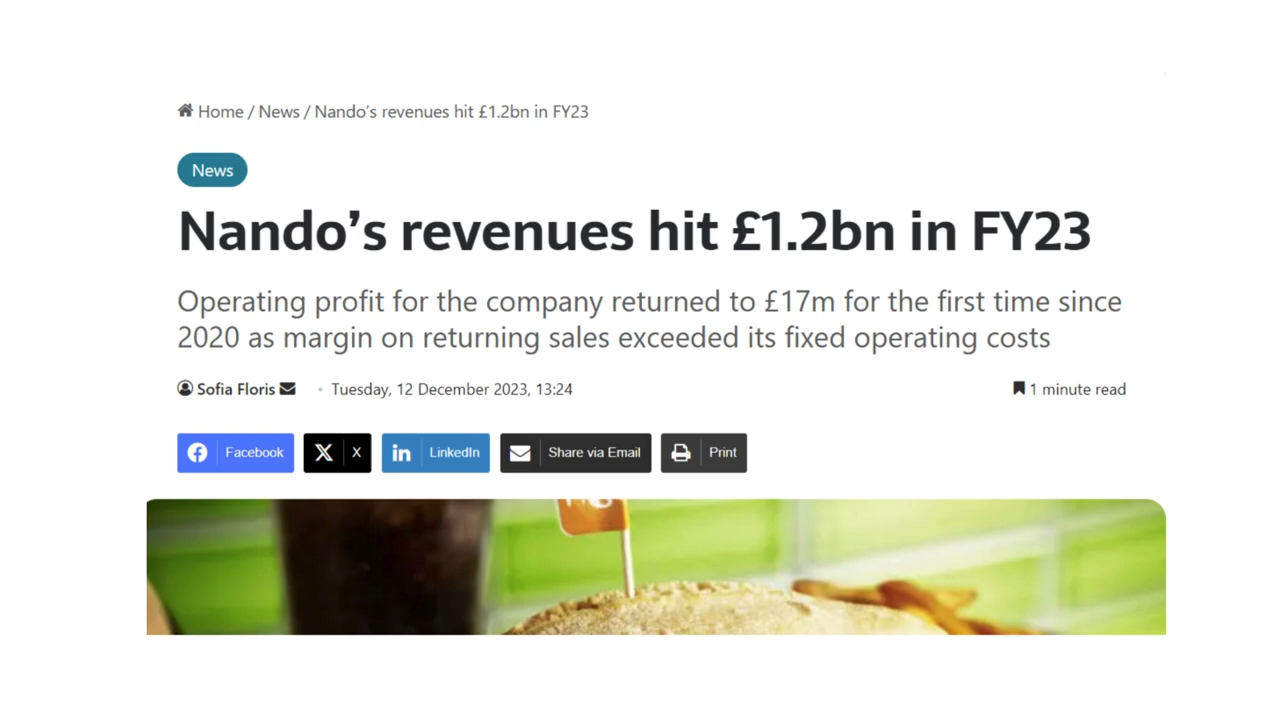 Home / News / Nando's revenues hit £1.2bn in FY23
News
Nando’s revenues hit £1.2bn in FY23
Operating profit for the company returned to £17m for the first time since
2020 as margin on returning sales exceeded its fixed operating costs
Sofia Floris • Tuesday, 12 December 2023, 13:24 1 minute read
Facebook X LinkedIn Share via Email Print